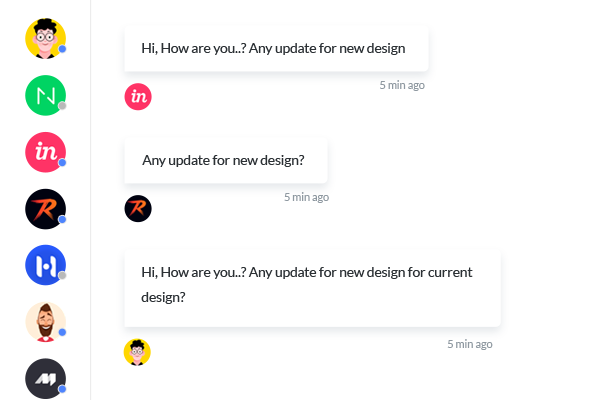 Hi, How are you..? Any update for new design
5 min ago
in
N
in
Any update for new design?
R
5 min ago
R
H
Hi, How are you..? Any update for new design for current
design?
5 min ago
M